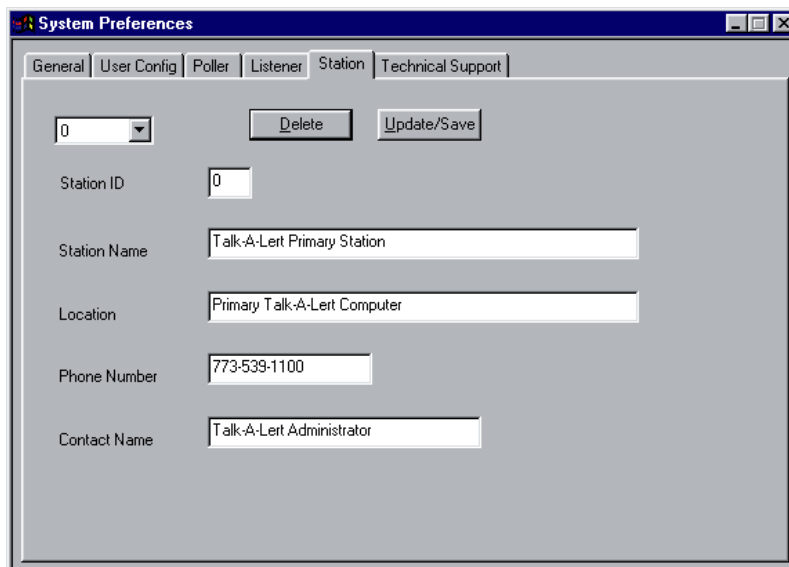 System Preferences
General User Config Poller Listener Station Technical Support
0 Delete Update/Save
Station ID 0
Station Name Talk-A-Lert Primary Station
Location Primary Talk-A-Lert Computer
Phone Number 773-539-1100
Contact Name Talk-A-Lert Administrator